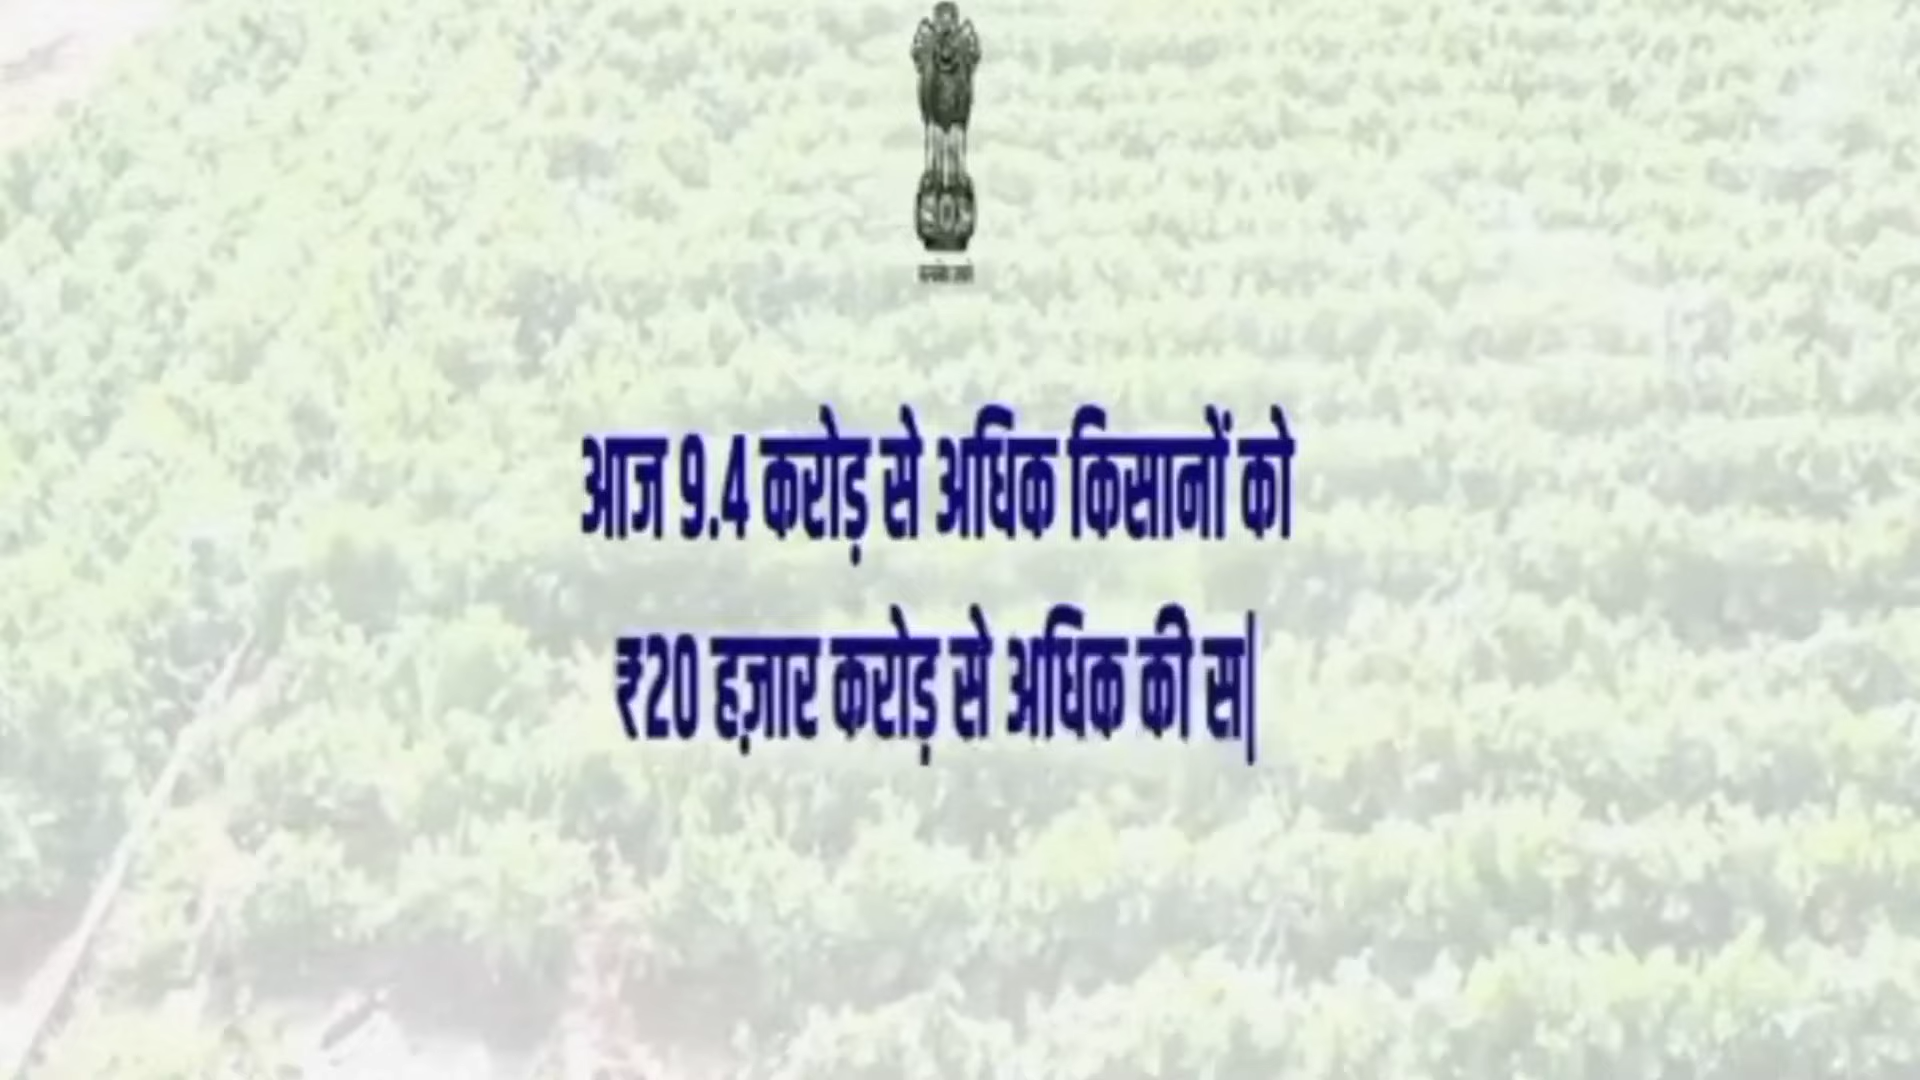 आज 9.4 करोड़ से अधिक किसानों को
₹20 हज़ार करोड़ से अधिक की स